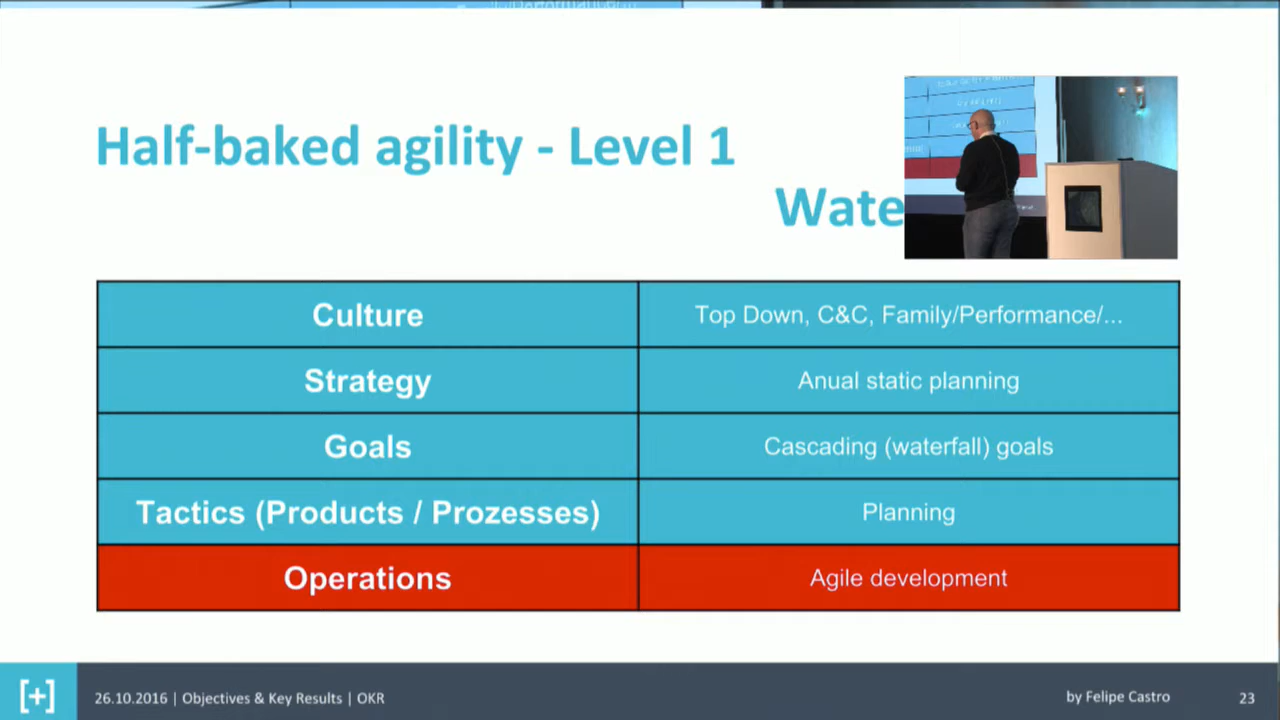 Half-baked agility - Level 1
Wate
Culture
Top Down, C&C, Family/Performance/...
Strategy
Anual static planning
Goals
Cascading (waterfall) goals
Tactics (Products / Prozesses)
Planning
Operations
Agile development
[+]
26.10.2016 | Objectives & Key Results | OKR
by Felipe Castro
23